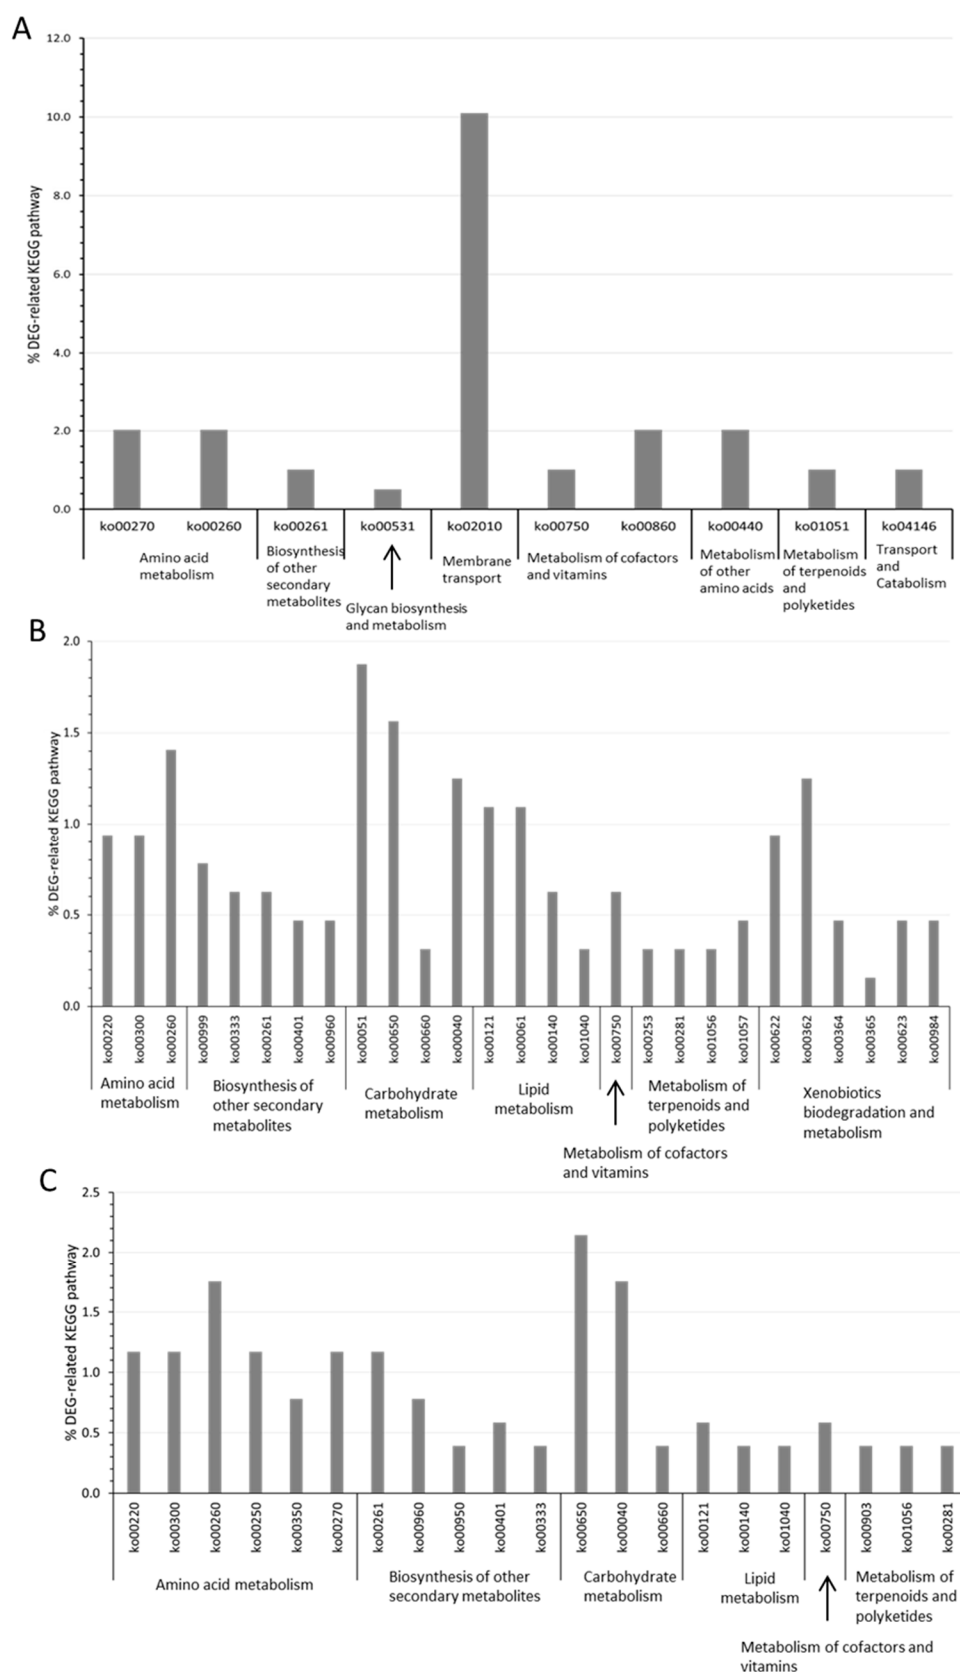 A
% DEG-related KEGG pathway
12.0
10.0
8.0
6.0
4.0
2.0
0.0
ko00270 ko00260 ko00261 ko00531 ko02010 ko00750 ko00860 ko00440 ko01051 ko04146
Amino acid
metabolism
Biosynthesis
of other
secondary
metabolites
Glycan biosynthesis
and metabolism
Membrane
transport
Metabolism of cofactors
and vitamins
Metabolism
of other
amino acids
Metabolism
of terpenoids
and
polyketides
Transport
and
Catabolism
B
% DEG-related KEGG pathway
2.0
1.5
1.0
0.5
0.0
ko00220 ko00300 ko00260 ko00999 ko00333 ko00261 ko00401 ko00960 ko00051 ko00650 ko00660 ko00040 ko00121 ko00061 ko00140 ko01040 ko00750 ko00253 ko00281 ko01056 ko01057 ko00622 ko00362 ko00364 ko00365 ko00623 ko00984
Amino acid
metabolism
Biosynthesis of
other secondary
metabolites
Carbohydrate
metabolism
Lipid
metabolism
Metabolism of cofactors
and vitamins
Metabolism of
terpenoids and
polyketides
Xenobiotics
biodegradation and
metabolism
C
% DEG-related KEGG pathway
2.5
2.0
1.5
1.0
0.5
0.0
ko00220 ko00300 ko00260 ko00250 ko00350 ko00270 ko00261 ko00960 ko00950 ko00401 ko00333 ko00650 ko00040 ko00660 ko00121 ko00140 ko01040 ko00750 ko00903 ko01056 ko00281
Amino acid metabolism
Biosynthesis of other
secondary metabolites
Carbohydrate
metabolism
Lipid
metabolism
Metabolism of cofactors and
vitamins
Metabolism of
terpenoids and
polyketides